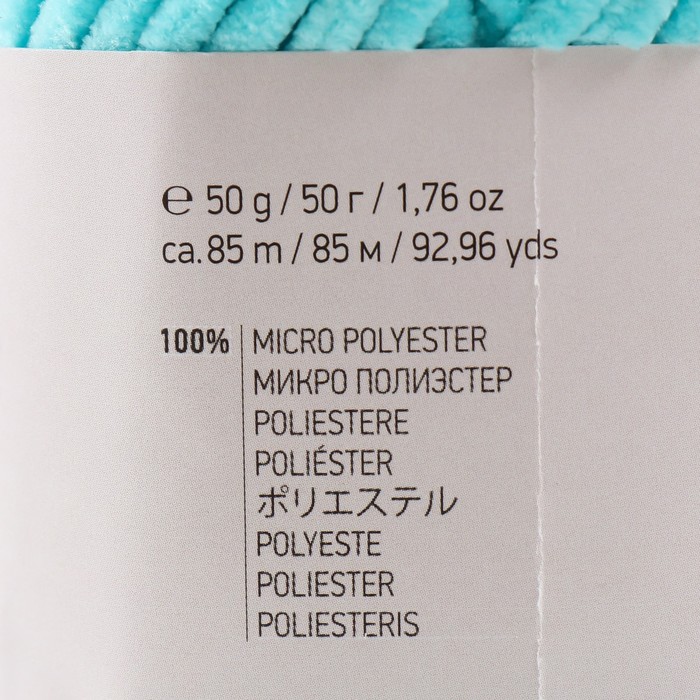 ℮ 50 g / 50 г / 1,76 oz
ca. 85 m / 85 м / 92,96 yds
100% MICRO POLYESTER
МИКРО ПОЛИЭСТЕР
POLIESTERE
POLIÉSTER
ポリエステル
POLYESTE
POLIESTER
POLIESTERIS